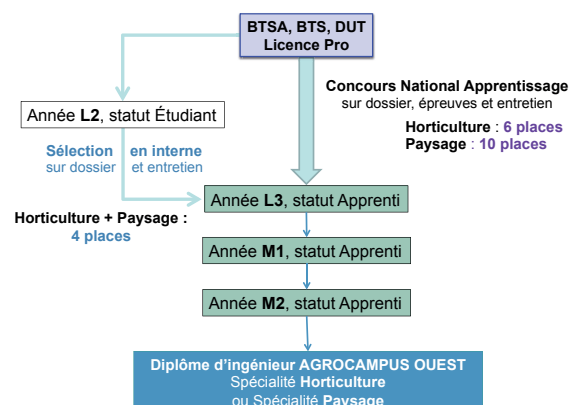 BTSA, BTS, DUT
Licence Pro
Concours National Apprentissage
sur dossier, épreuves et entretien
Horticulture : 6 places
Paysage : 10 places
Année L2, statut Étudiant
Sélection en interne
sur dossier et entretien
Année L3, statut Apprenti
Horticulture + Paysage :
4 places
Année M1, statut Apprenti
Année M2, statut Apprenti
Diplôme d'ingénieur AGROCAMPUS OUEST
Spécialité Horticulture
ou Spécialité Paysage